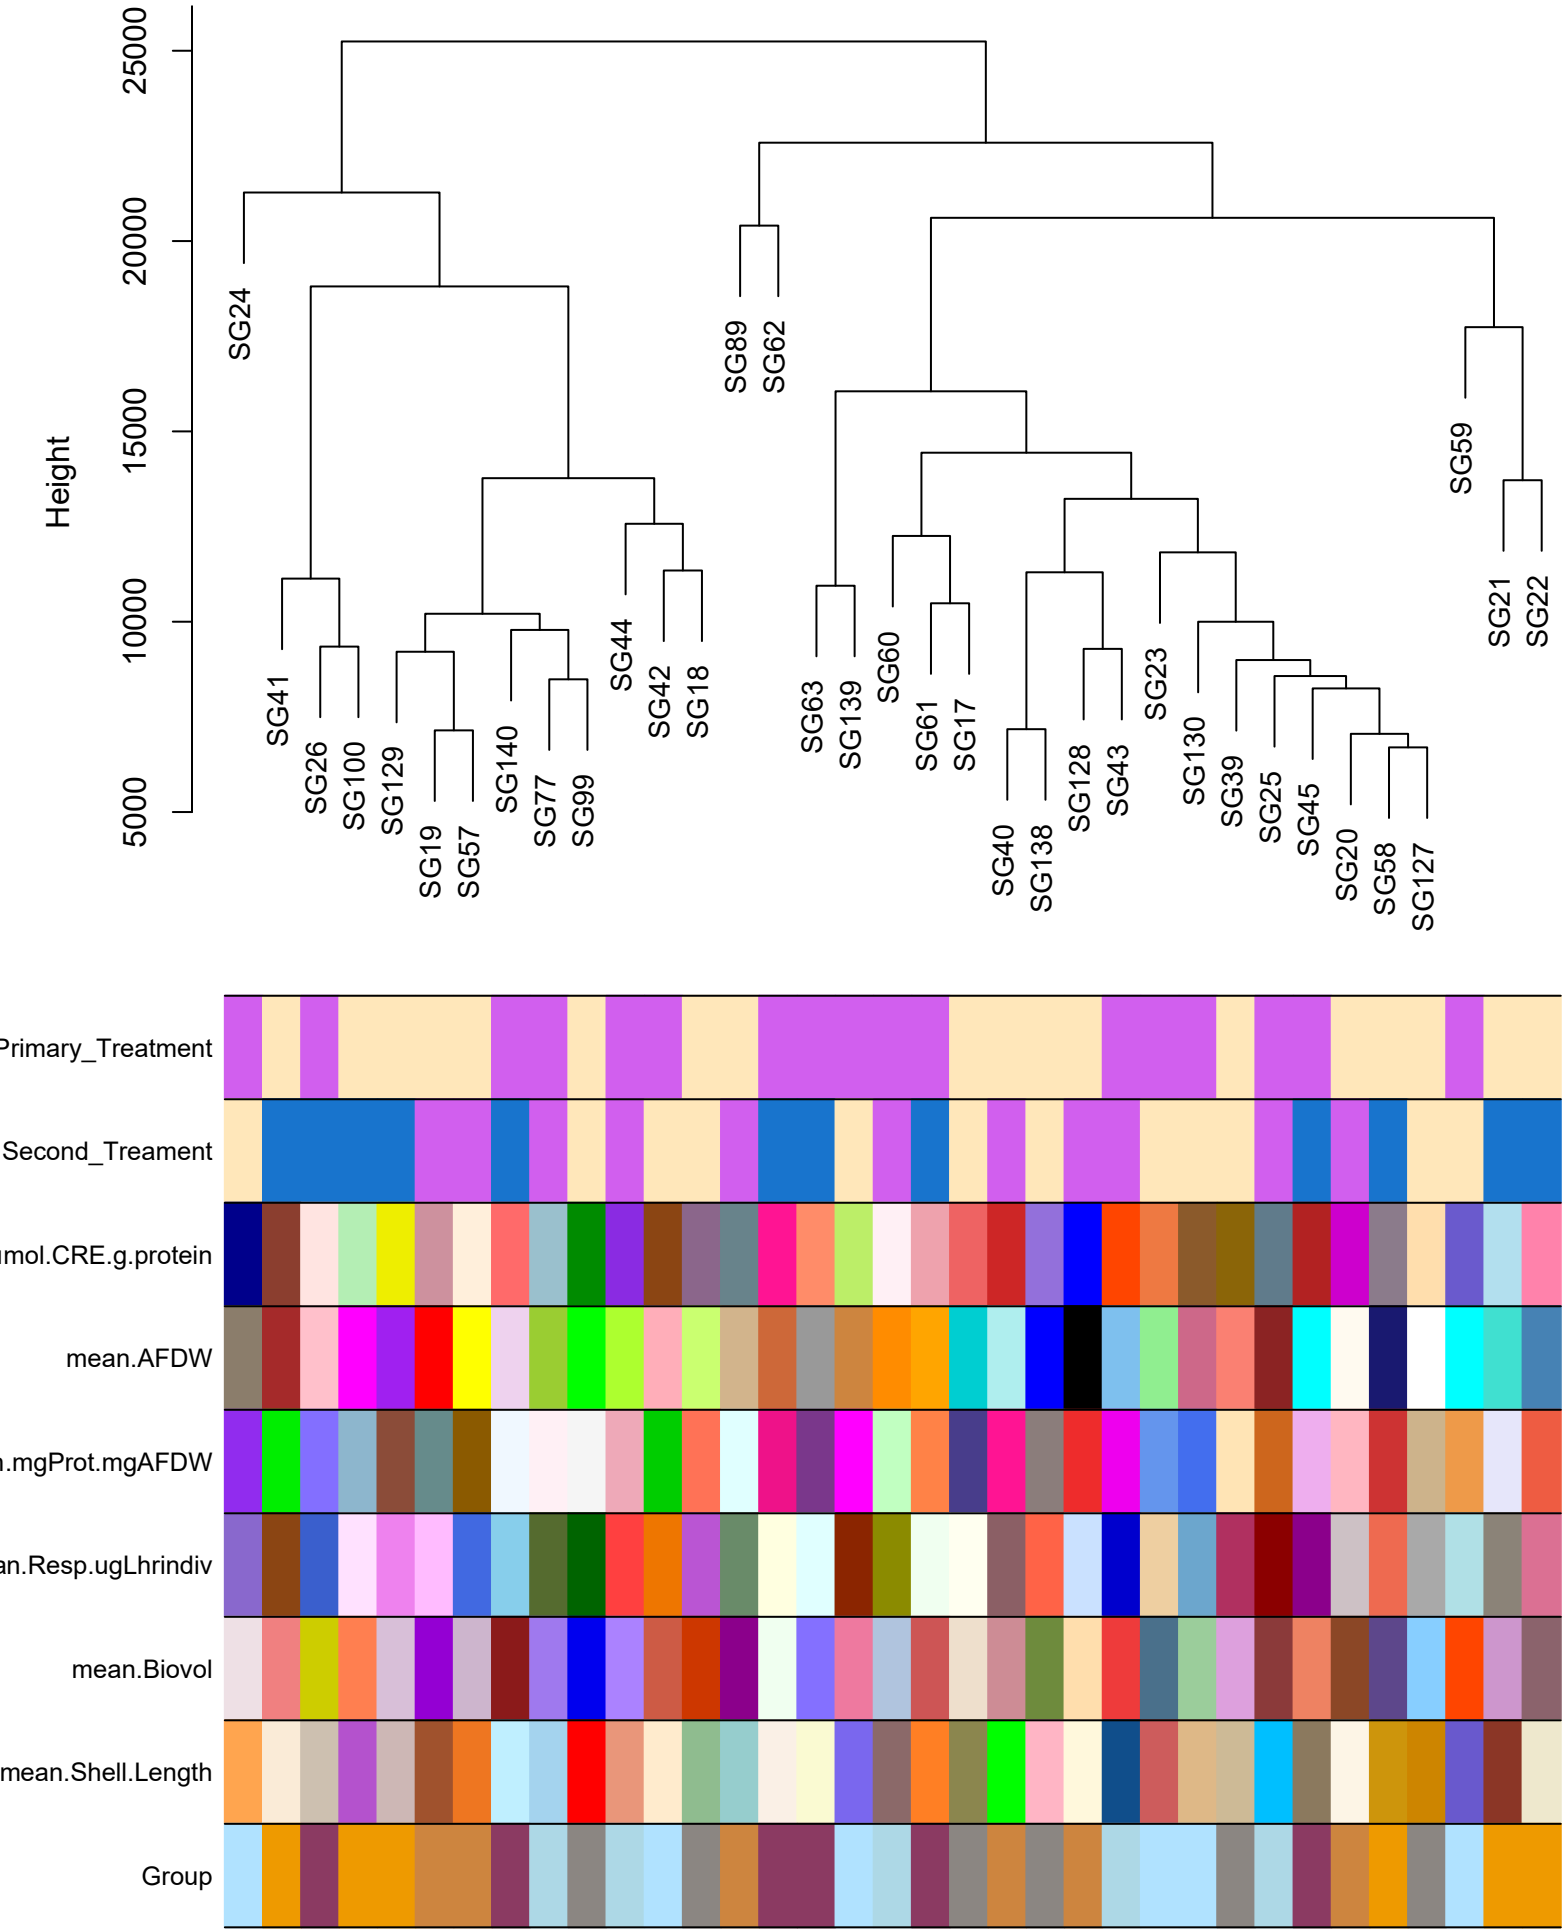 25000
20000
15000
10000
5000
Height
SG24
SG89
SG62
SG59
SG21
SG22
SG44
SG60
SG23
SG41
SG42
SG18
SG63
SG139
SG61
SG17
SG130
SG26
SG100
SG129
SG140
SG77
SG99
SG128
SG43
SG39
SG25
SG45
SG19
SG57
SG40
SG138
SG20
SG58
SG127
Primary_Treatment
Second_Treament
mol.CRE.g.protein
mean.AFDW
.mgProt.mgAFDW
an.Resp.ugLhrindiv
mean.Biovol
mean.Shell.Length
Group